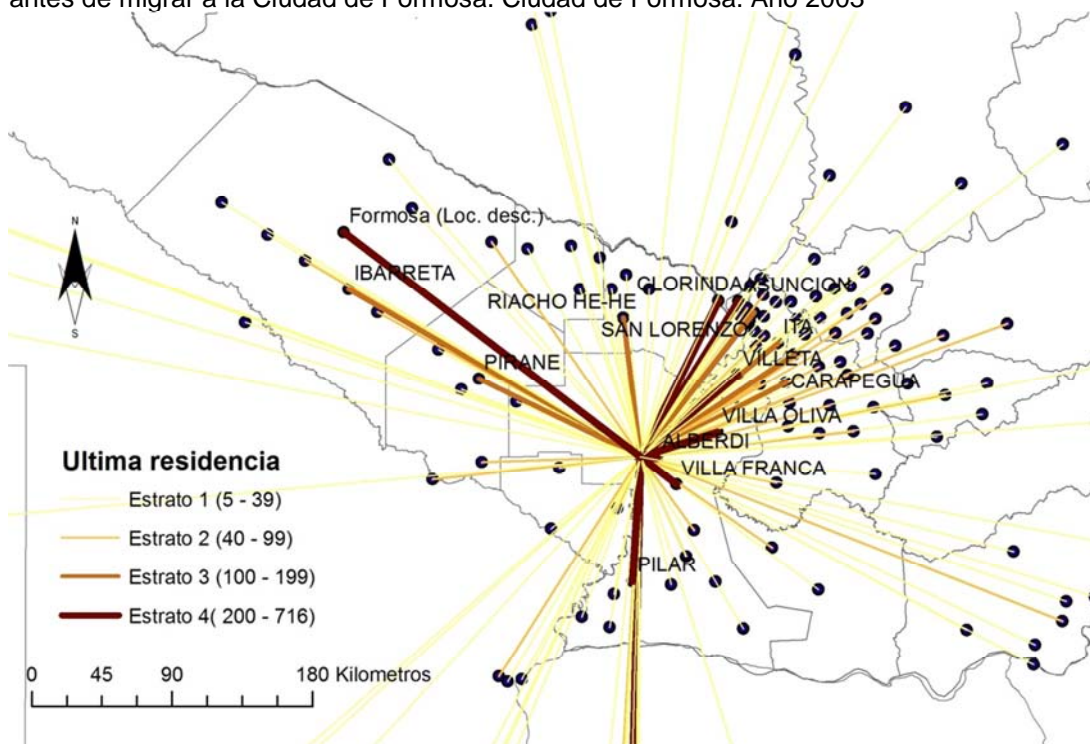 antes de migrar a la Ciudad de Formosa. Ciudad de Formosa. Año 2003
N
S
Formosa (Loc. desc.)
IBARRETA
CLORINDA
ASUNCION
RIACHO HE-HE
SAN LORENZO
ITA
PIRANE
VILLETA
CARAPEGUA
VILLA OLIVA
ALBERDI
VILLA FRANCA
PILAR
Ultima residencia
Estrato 1 (5 - 39)
Estrato 2 (40 - 99)
Estrato 3 (100 - 199)
Estrato 4( 200 - 716)
0 45 90 180 Kilometros